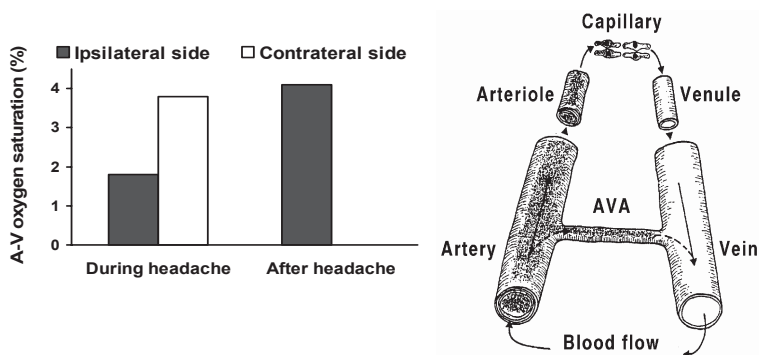 A-V oxygen saturation (%)
Ipsilateral side
Contrateral side
4
3
2
1
0
During headache
After headache
Capillary
Arteriole
Venule
AVA
Artery
Vein
Blood flow